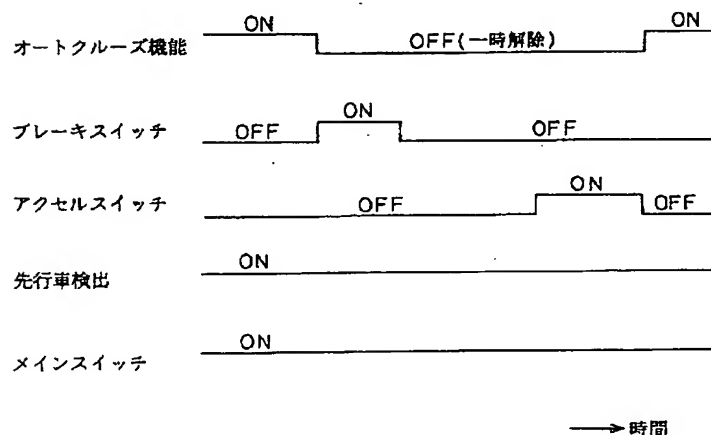 ON ON
オートクルーズ機能 OFF(一時解除)
ON
ブレーキスイッチ OFF OFF
ON
アクセルスイッチ OFF OFF
ON
先行車検出
ON
メインスイッチ
時間